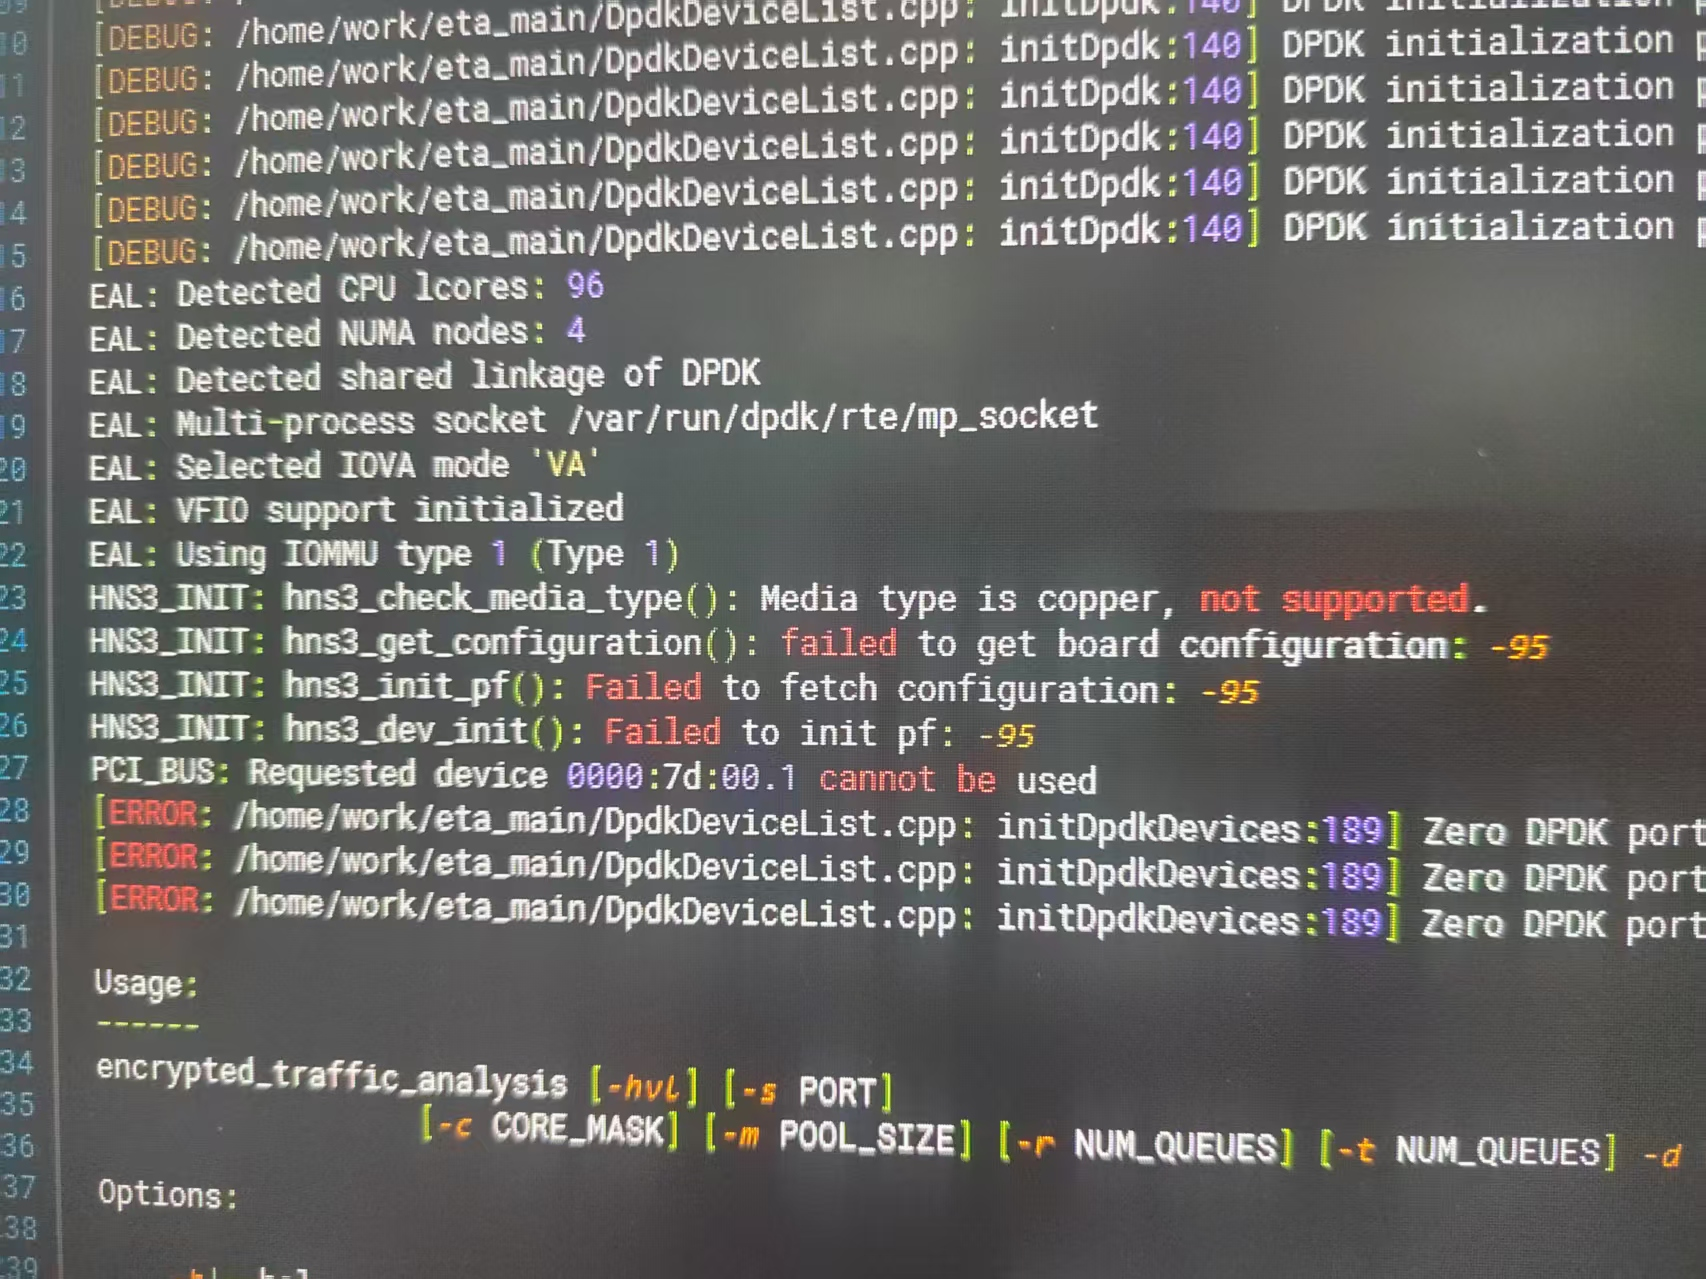 09
10 [DEBUG: /home/work/eta_main/DpdkDeviceList.cpp: initDpdk:140] DPDK initialization
11 [DEBUG: /home/work/eta_main/DpdkDeviceList.cpp: initDpdk:140] DPDK initialization
12 [DEBUG: /home/work/eta_main/DpdkDeviceList.cpp: initDpdk:140] DPDK initialization
13 [DEBUG: /home/work/eta_main/DpdkDeviceList.cpp: initDpdk:140] DPDK initialization
14 [DEBUG: /home/work/eta_main/DpdkDeviceList.cpp: initDpdk:140] DPDK initialization
15 [DEBUG: /home/work/eta_main/DpdkDeviceList.cpp: initDpdk:140] DPDK initialization
16 EAL: Detected CPU lcores: 96
17 EAL: Detected NUMA nodes: 4
18 EAL: Detected shared linkage of DPDK
19 EAL: Multi-process socket /var/run/dpdk/rte/mp_socket
20 EAL: Selected IOVA mode 'VA'
21 EAL: VFIO support initialized
22 EAL: Using IOMMU type 1 (Type 1)
23 HNS3_INIT: hns3_check_media_type(): Media type is copper, not supported.
24 HNS3_INIT: hns3_get_configuration(): failed to get board configuration: -95
25 HNS3_INIT: hns3_init_pf(): Failed to fetch configuration: -95
26 HNS3_INIT: hns3_dev_init(): Failed to init pf: -95
27 PCI_BUS: Requested device 0000:7d:00.1 cannot be used
28 [ERROR: /home/work/eta_main/DpdkDeviceList.cpp: initDpdkDevices:189] Zero DPDK port
29 [ERROR: /home/work/eta_main/DpdkDeviceList.cpp: initDpdkDevices:189] Zero DPDK port
30 [ERROR: /home/work/eta_main/DpdkDeviceList.cpp: initDpdkDevices:189] Zero DPDK port
31
32 Usage:
33 ------
34 encrypted_traffic_analysis [-hvl] [-s PORT]
35 [-c CORE_MASK] [-m POOL_SIZE] [-r NUM_QUEUES] [-t NUM_QUEUES] -d
36
37 Options:
38
39